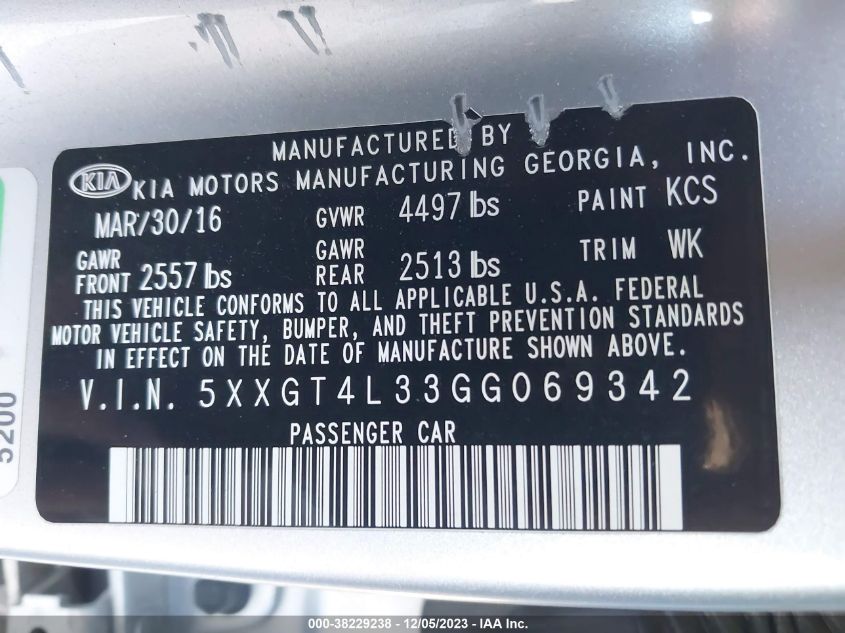 MANUFACTURED BY
KIA KIA MOTORS MANUFACTURING GEORGIA, INC.
MAR/30/16 GVWR 4497 lbs PAINT KCS
GAWR FRONT 2557 lbs GAWR REAR 2513 lbs TRIM WK
THIS VEHICLE CONFORMS TO ALL APPLICABLE U.S.A. FEDERAL
MOTOR VEHICLE SAFETY, BUMPER, AND THEFT PREVENTION STANDARDS
IN EFFECT ON THE DATE OF MANUFACTURE SHOWN ABOVE.
V.I.N. 5XXGT4L33GG069342
PASSENGER CAR
5200
000-38229238 - 12/05/2023 - IAA Inc.